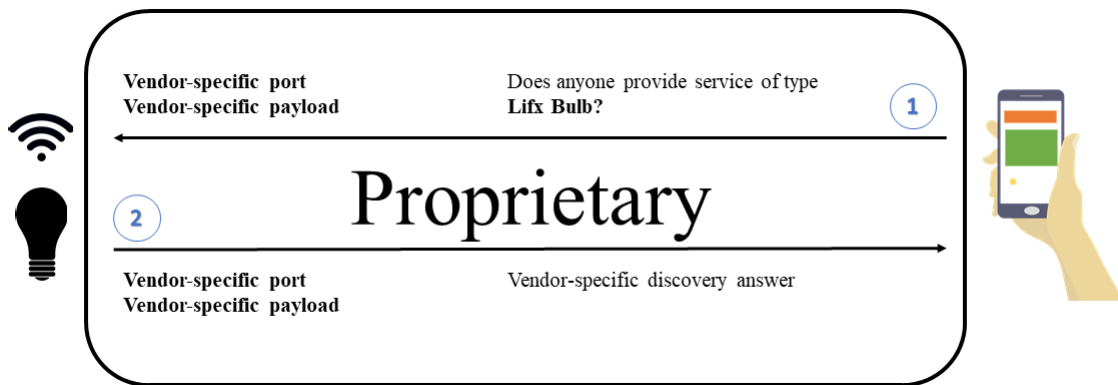 Vendor-specific port
Vendor-specific payload
Does anyone provide service of type
Lifx Bulb?
1
Proprietary
2
Vendor-specific port
Vendor-specific payload
Vendor-specific discovery answer